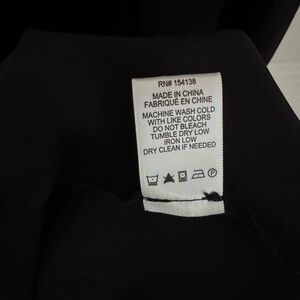 RN# 154138
MADE IN CHINA
FABRIQUÉ EN CHINE
MACHINE WASH COLD
WITH LIKE COLORS
DO NOT BLEACH
TUMBLE DRY LOW
IRON LOW
DRY CLEAN IF NEEDED